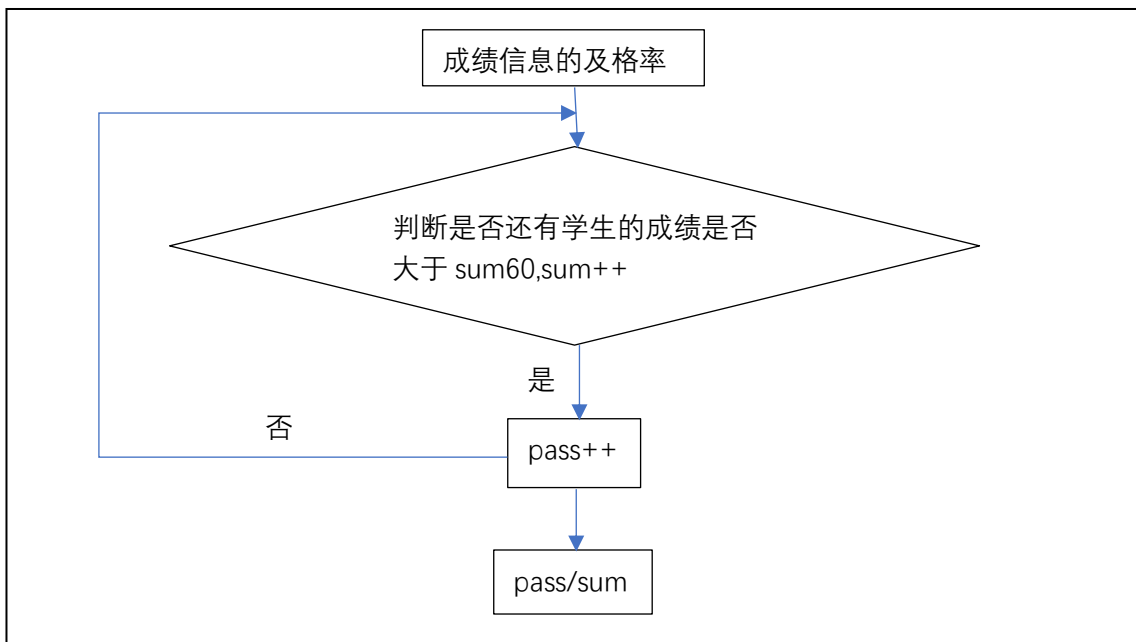 成绩信息的及格率
判断是否还有学生的成绩是否
大于 sum60,sum++
是
否
pass++
pass/sum